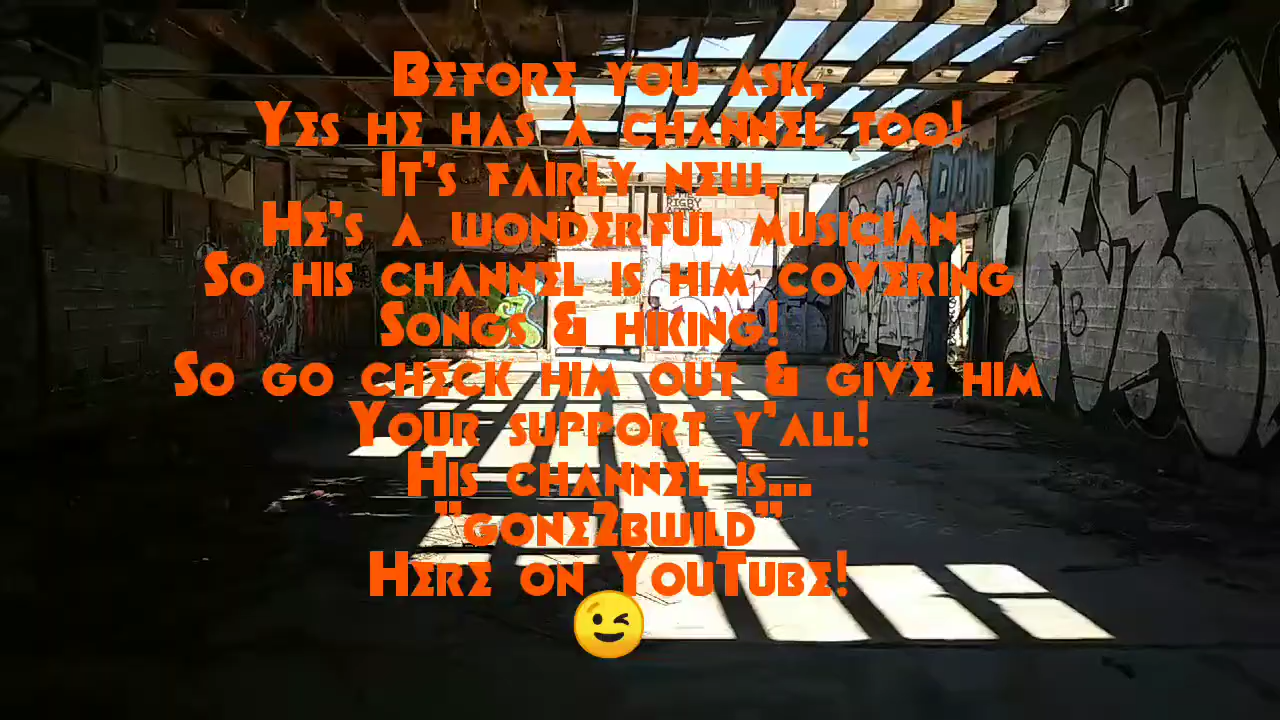 Before you ask,
Yes he has a channel too!
It's fairly new,
He's a wonderful musician
So his channel is him covering
Songs & hiking!
So go check him out & give him
Your support y'all!
His channel is...
"gone2bwild"
Here on YouTube!